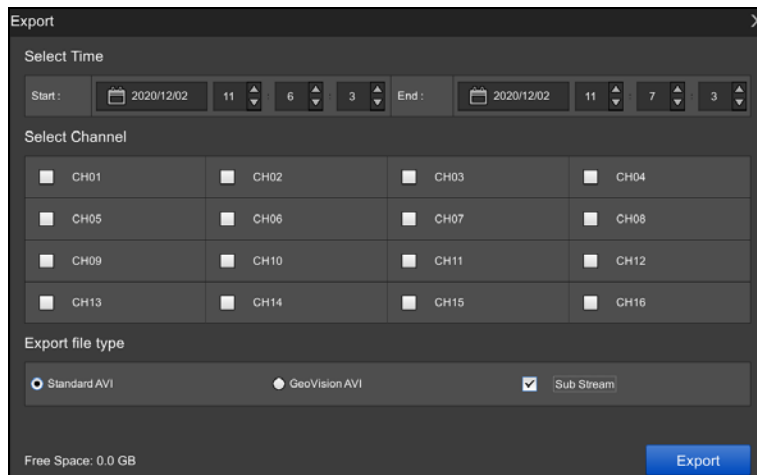 Export
Select Time
Start : 2020/12/02 11 : 6 : 3 End : 2020/12/02 11 : 7 : 3
Select Channel
CH01 CH02 CH03 CH04
CH05 CH06 CH07 CH08
CH09 CH10 CH11 CH12
CH13 CH14 CH15 CH16
Export file type
Standard AVI GeoVision AVI Sub Stream
Free Space: 0.0 GB Export